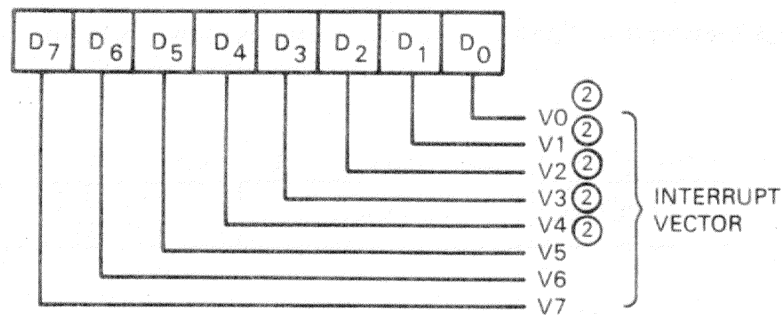 D7 D6 D5 D4 D3 D2 D1 D0
V0 ②
V1 ②
V2 ②
V3 ②
V4 ②
V5
V6
V7
INTERRUPT
VECTOR